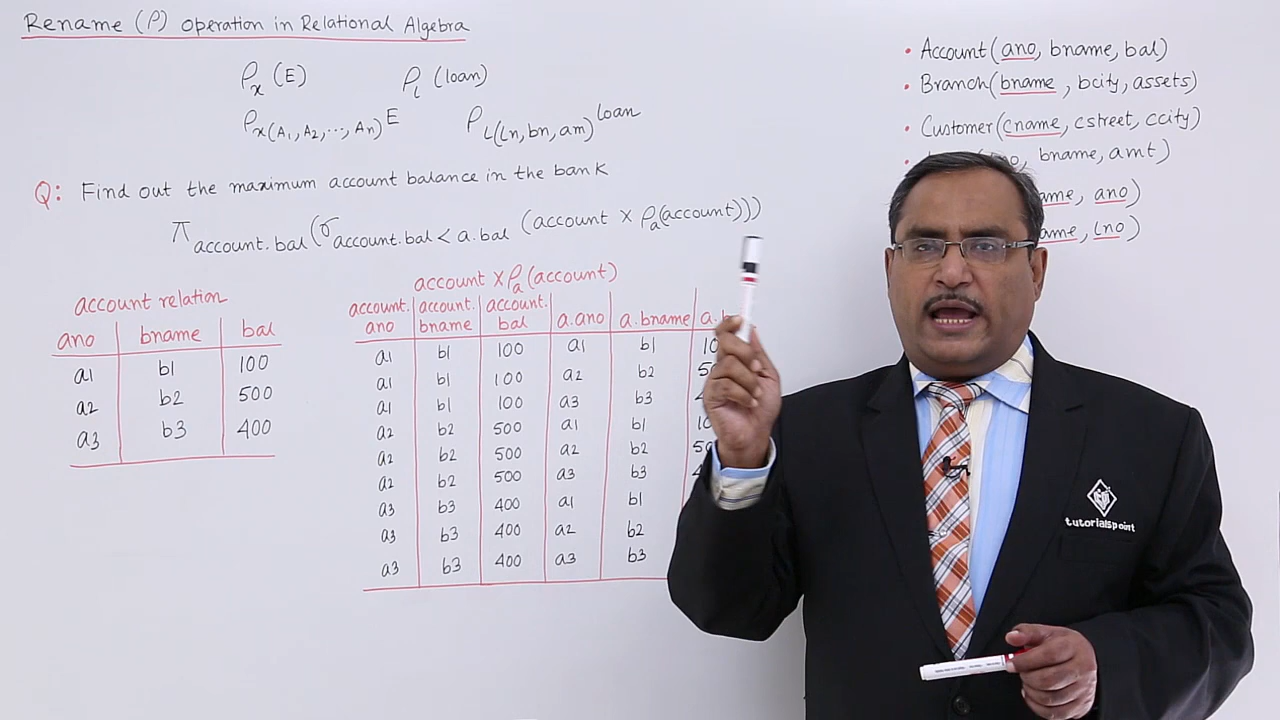 Rename (ρ) operation in Relational Algebra
ρx (E) ρL (loan)
ρx(A1, A2, ..., An) E ρL(Ln, bn, am) loan
Q: Find out the maximum account balance in the bank
π account.bal (σ account.bal < a.bal (account × ρa(account)))
account relation
ano bname bal
a1 b1 100
a2 b2 500
a3 b3 400
account × ρa (account)
account.ano account.bname account.bal a.ano a.bname
a1 b1 100 a1 b1
a1 b1 100 a2 b2
a1 b1 100 a3 b3
a2 b2 500 a1 b1
a2 b2 500 a2 b2
a2 b2 500 a3 b3
a3 b3 400 a1 b1
a3 b3 400 a2 b2
a3 b3 400 a3 b3
• Account(ano, bname, bal)
• Branch(bname, bcity, assets)
• Customer(cname, cstreet, ccity)
bname, amt)
ano)
lno)
tutorialspoint